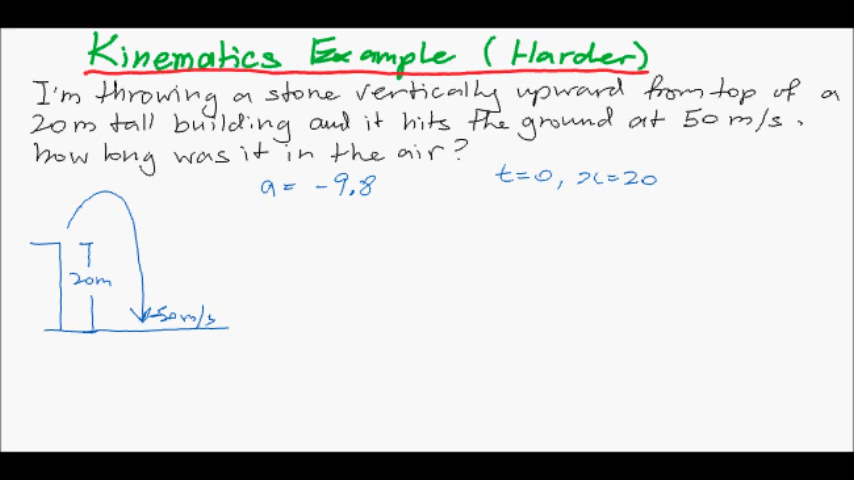 Kinematics Example (Harder)
I'm throwing a stone vertically upward from top of a
20m tall building and it hits the ground at 50 m/s.
how long was it in the air?
a = -9.8
t=0, x=20
20m
-50m/s